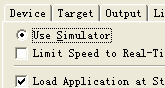 Device Target Output Li
Use Simulator
Limit Speed to Real-Ti
Load Application at St